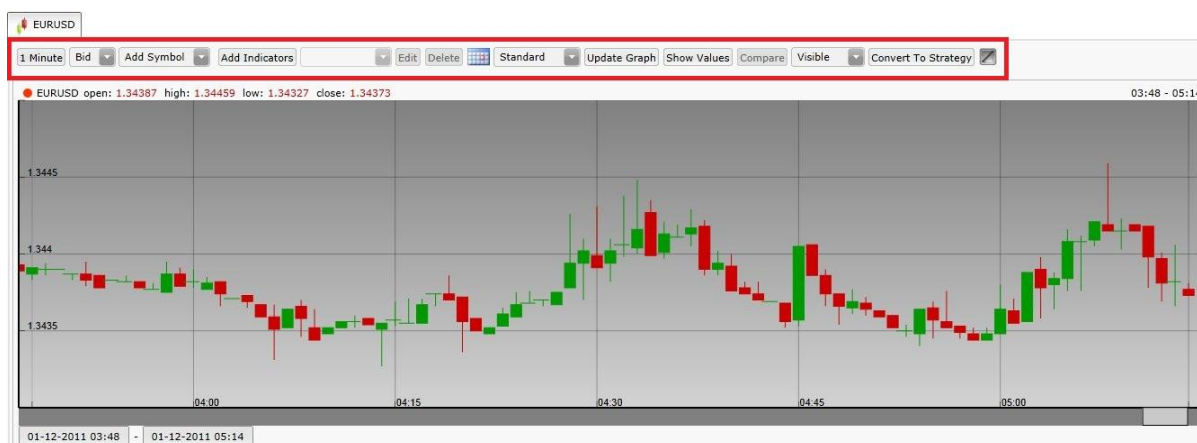 EURUSD
1 Minute Bid Add Symbol Add Indicators Edit Delete Standard Update Graph Show Values Compare Visible Convert To Strategy
EURUSD open: 1.34387 high: 1.34459 low: 1.34327 close: 1.34373 03:48 - 05:14
1.3445
1.344
1.3435
04:00 04:15 04:30 04:45 05:00
01-12-2011 03:48 - 01-12-2011 05:14